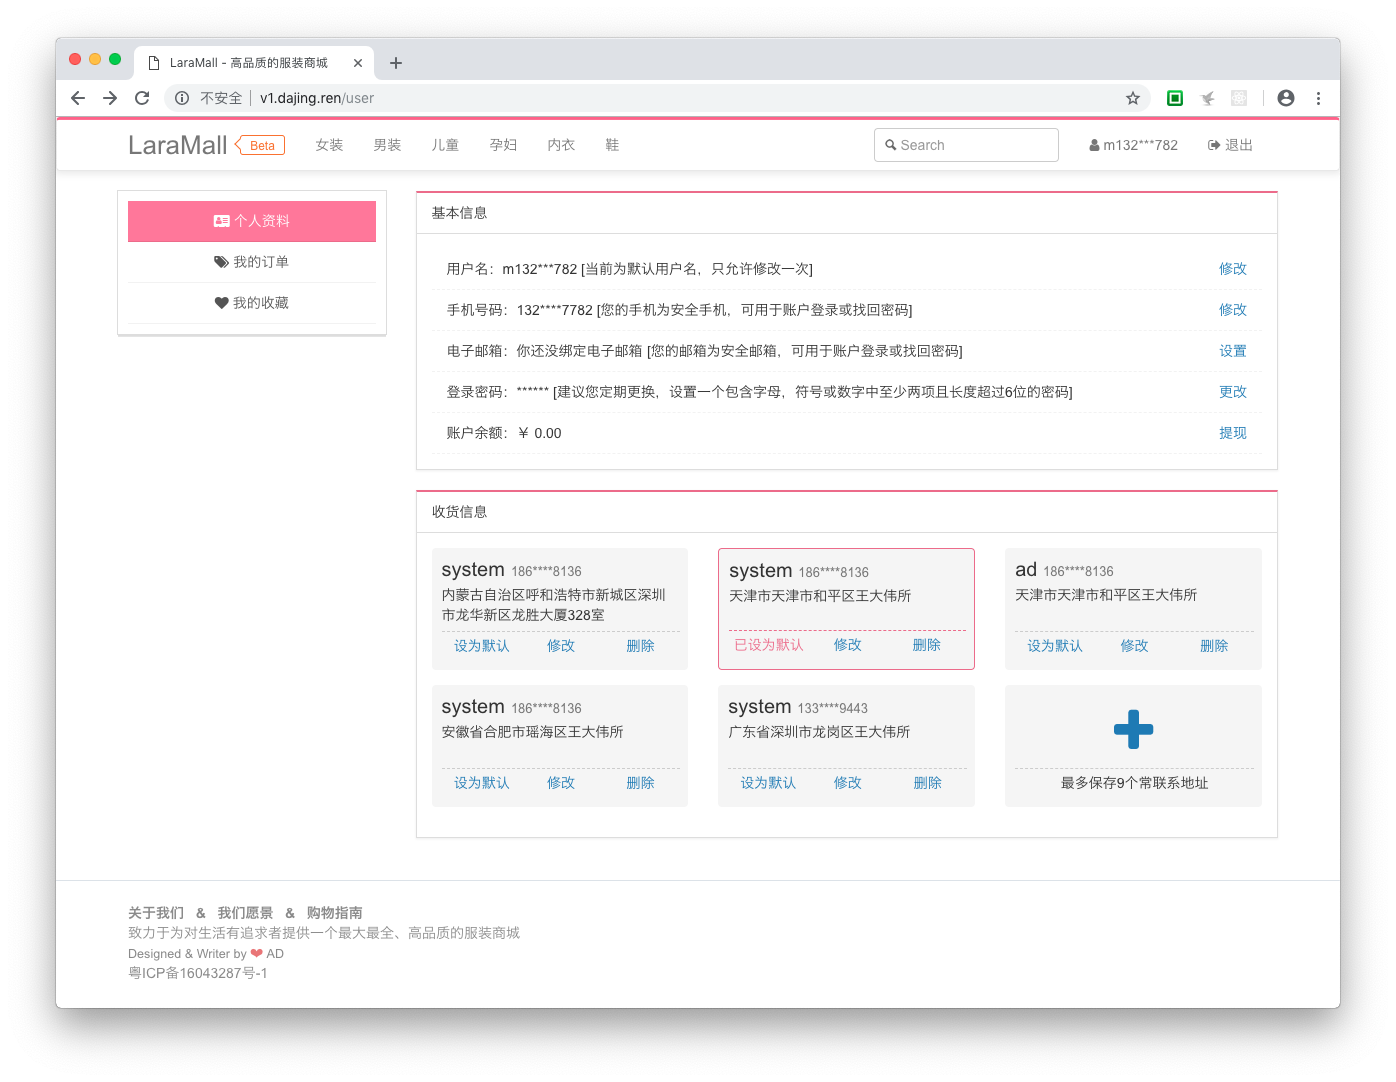 LaraMall - 高品质的服装商城
不安全 v1.dajing.ren/user
LaraMall Beta 女装 男装 儿童 孕妇 内衣 鞋 Search m132***782 退出
个人资料
我的订单
我的收藏
基本信息
用户名：m132***782 [当前为默认用户名，只允许修改一次] 修改
手机号码：132****7782 [您的手机为安全手机，可用于账户登录或找回密码] 修改
电子邮箱：你还没绑定电子邮箱 [您的邮箱为安全邮箱，可用于账户登录或找回密码] 设置
登录密码：****** [建议您定期更换，设置一个包含字母，符号或数字中至少两项且长度超过6位的密码] 更改
账户余额：￥ 0.00 提现
收货信息
system 186****8136
内蒙古自治区呼和浩特市新城区深圳
市龙华新区龙胜大厦328室
设为默认 修改 删除
system 186****8136
天津市天津市和平区王大伟所
已设为默认 修改 删除
ad 186****8136
天津市天津市和平区王大伟所
设为默认 修改 删除
system 186****8136
安徽省合肥市瑶海区王大伟所
设为默认 修改 删除
system 133****9443
广东省深圳市龙岗区王大伟所
设为默认 修改 删除
最多保存9个常联系地址
关于我们 & 我们愿景 & 购物指南
致力于为对生活有追求者提供一个最大最全、高品质的服装商城
Designed & Writer by ❤ AD
粤ICP备16043287号-1